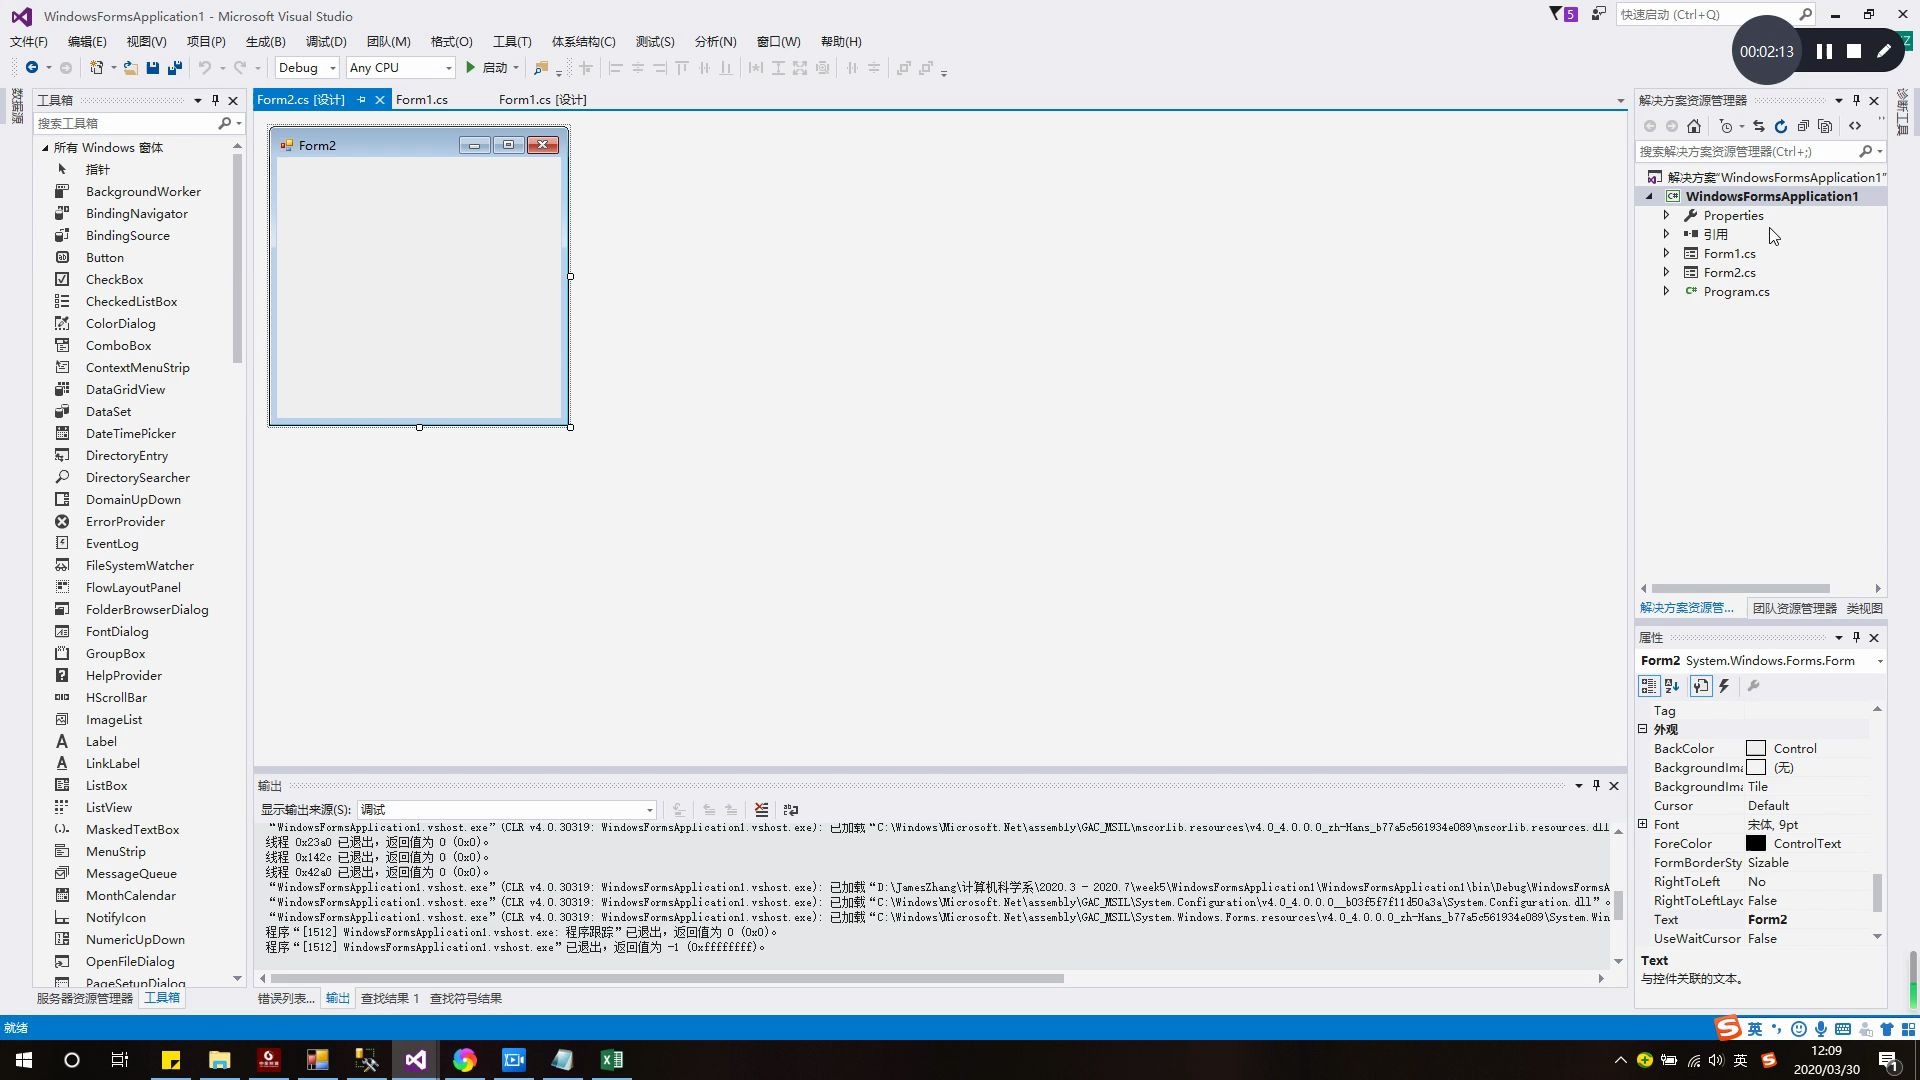 WindowsFormsApplication1 - Microsoft Visual Studio
5
快速启动 (Ctrl+Q)
文件(F) 编辑(E) 视图(V) 项目(P) 生成(B) 调试(D) 团队(M) 格式(O) 工具(T) 体系结构(C) 测试(S) 分析(N) 窗口(W) 帮助(H)
00:02:13
Debug Any CPU 启动
数据源
工具箱
搜索工具箱
所有 Windows 窗体
指针
BackgroundWorker
BindingNavigator
BindingSource
Button
CheckBox
CheckedListBox
ColorDialog
ComboBox
ContextMenuStrip
DataGridView
DataSet
DateTimePicker
DirectoryEntry
DirectorySearcher
DomainUpDown
ErrorProvider
EventLog
FileSystemWatcher
FlowLayoutPanel
FolderBrowserDialog
FontDialog
GroupBox
HelpProvider
HScrollBar
ImageList
Label
LinkLabel
ListBox
ListView
MaskedTextBox
MenuStrip
MessageQueue
MonthCalendar
NotifyIcon
NumericUpDown
OpenFileDialog
PageSetupDialog
服务器资源管理器 工具箱
Form2.cs [设计] Form1.cs Form1.cs [设计]
Form2
输出
显示输出来源(S): 调试
“WindowsFormsApplication1.vshost.exe”(CLR v4.0.30319: WindowsFormsApplication1.vshost.exe): 已加载“C:\Windows\Microsoft.Net\assembly\GAC_MSIL\mscorlib.resources\v4.0_4.0.0.0_zh-Hans_b77a5c561934e089\mscorlib.resources.dll
线程 0x23a0 已退出，返回值为 0 (0x0)。
线程 0x142c 已退出，返回值为 0 (0x0)。
线程 0x42a0 已退出，返回值为 0 (0x0)。
“WindowsFormsApplication1.vshost.exe”(CLR v4.0.30319: WindowsFormsApplication1.vshost.exe): 已加载“D:\JamesZhang\计算机科学系\2020.3 - 2020.7\week5\WindowsFormsApplication1\WindowsFormsApplication1\bin\Debug\WindowsFormsA
“WindowsFormsApplication1.vshost.exe”(CLR v4.0.30319: WindowsFormsApplication1.vshost.exe): 已加载“C:\Windows\Microsoft.Net\assembly\GAC_MSIL\System.Configuration\v4.0_4.0.0.0__b03f5f7f11d50a3a\System.Configuration.dll”。
“WindowsFormsApplication1.vshost.exe”(CLR v4.0.30319: WindowsFormsApplication1.vshost.exe): 已加载“C:\Windows\Microsoft.Net\assembly\GAC_MSIL\System.Windows.Forms.resources\v4.0_4.0.0.0_zh-Hans_b77a5c561934e089\System.Win
程序“[1512] WindowsFormsApplication1.vshost.exe: 程序跟踪”已退出，返回值为 0 (0x0)。
程序“[1512] WindowsFormsApplication1.vshost.exe”已退出，返回值为 -1 (0xffffffff)。
错误列表... 输出 查找结果 1 查找符号结果
解决方案资源管理器
搜索解决方案资源管理器(Ctrl+;)
解决方案“WindowsFormsApplication1”
WindowsFormsApplication1
Properties
引用
Form1.cs
Form2.cs
Program.cs
诊断工具
解决方案资源管... 团队资源管理器 类视图
属性
Form2 System.Windows.Forms.Form
Tag
外观
BackColor Control
BackgroundIma (无)
BackgroundIma Tile
Cursor Default
Font 宋体, 9pt
ForeColor ControlText
FormBorderSty Sizable
RightToLeft No
RightToLeftLayc False
Text Form2
UseWaitCursor False
Text
与控件关联的文本。
就绪
英
英
12:09
2020/03/30
1